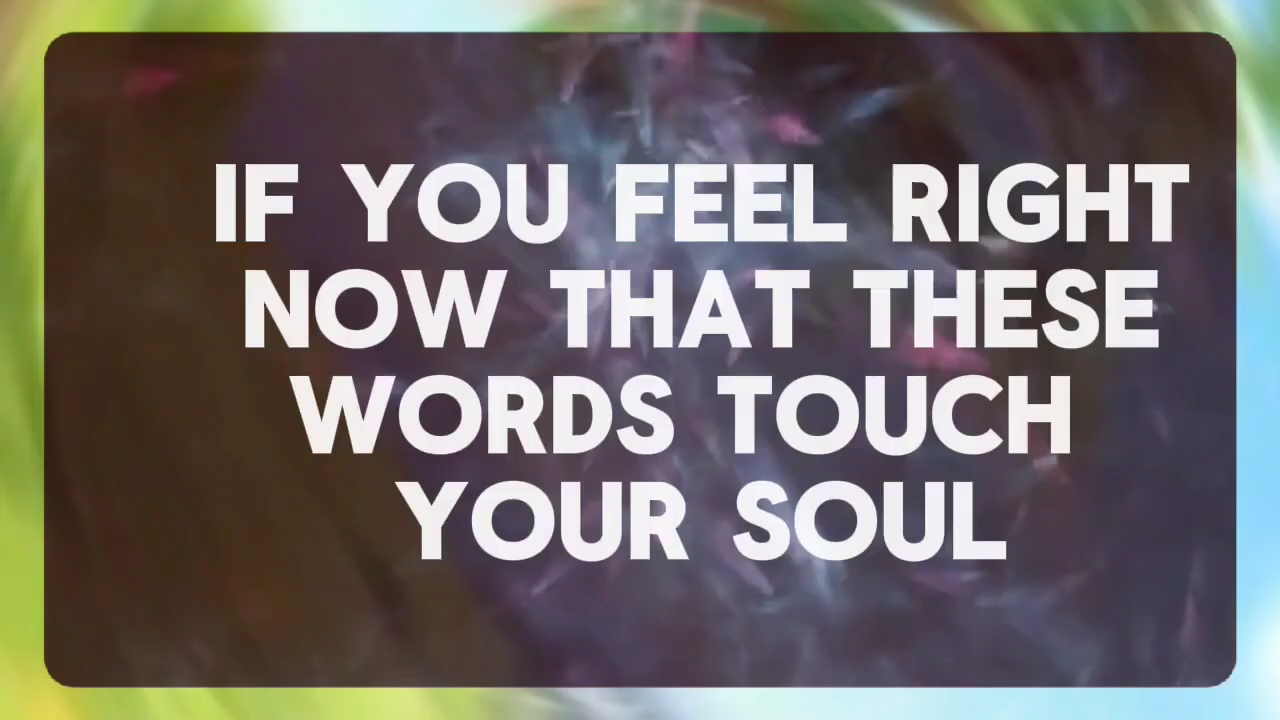 IF YOU FEEL RIGHT
NOW THAT THESE
WORDS TOUCH
YOUR SOUL